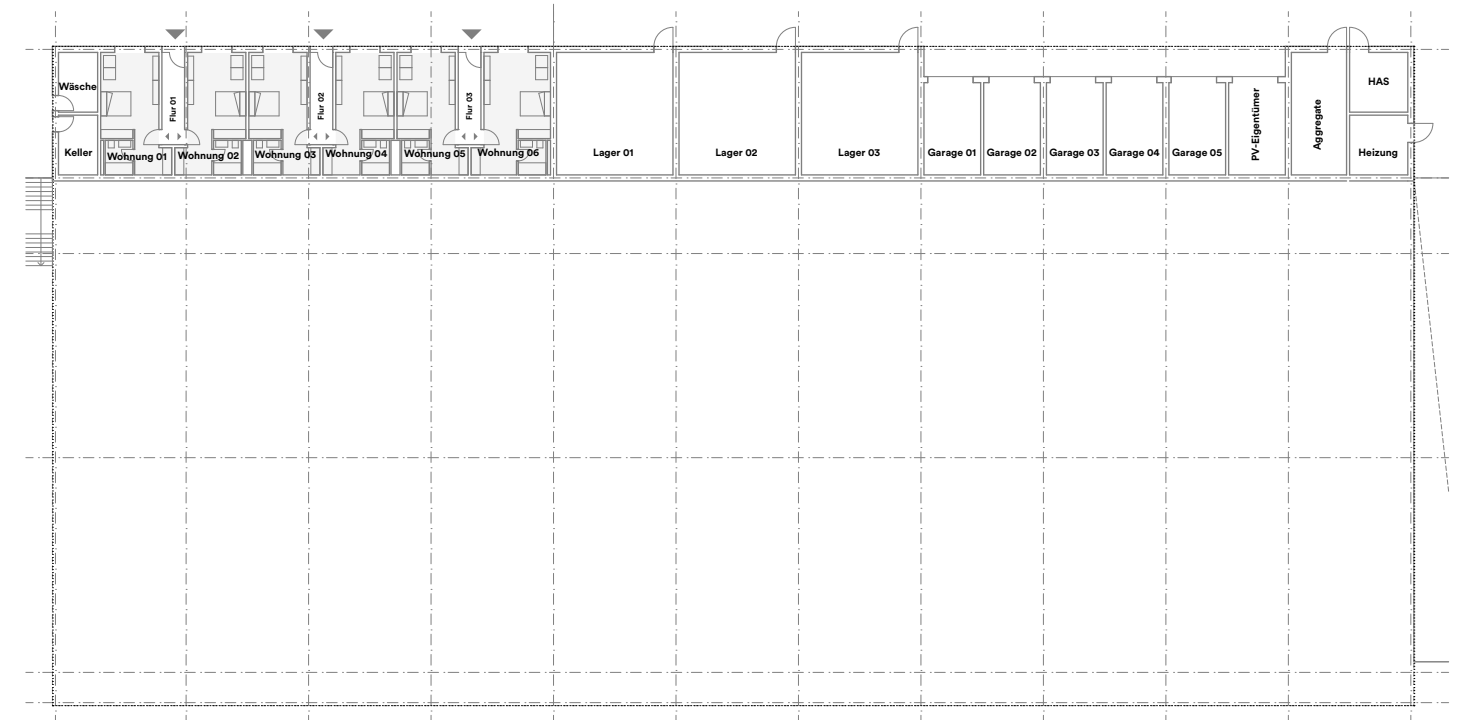 Wäsche
Keller
Wohnung 01
Flur 01
Wohnung 02
Wohnung 03
Flur 02
Wohnung 04
Wohnung 05
Flur 03
Wohnung 06
Lager 01
Lager 02
Lager 03
Garage 01
Garage 02
Garage 03
Garage 04
Garage 05
PV-Eigentümer
Aggregate
HAS
Heizung